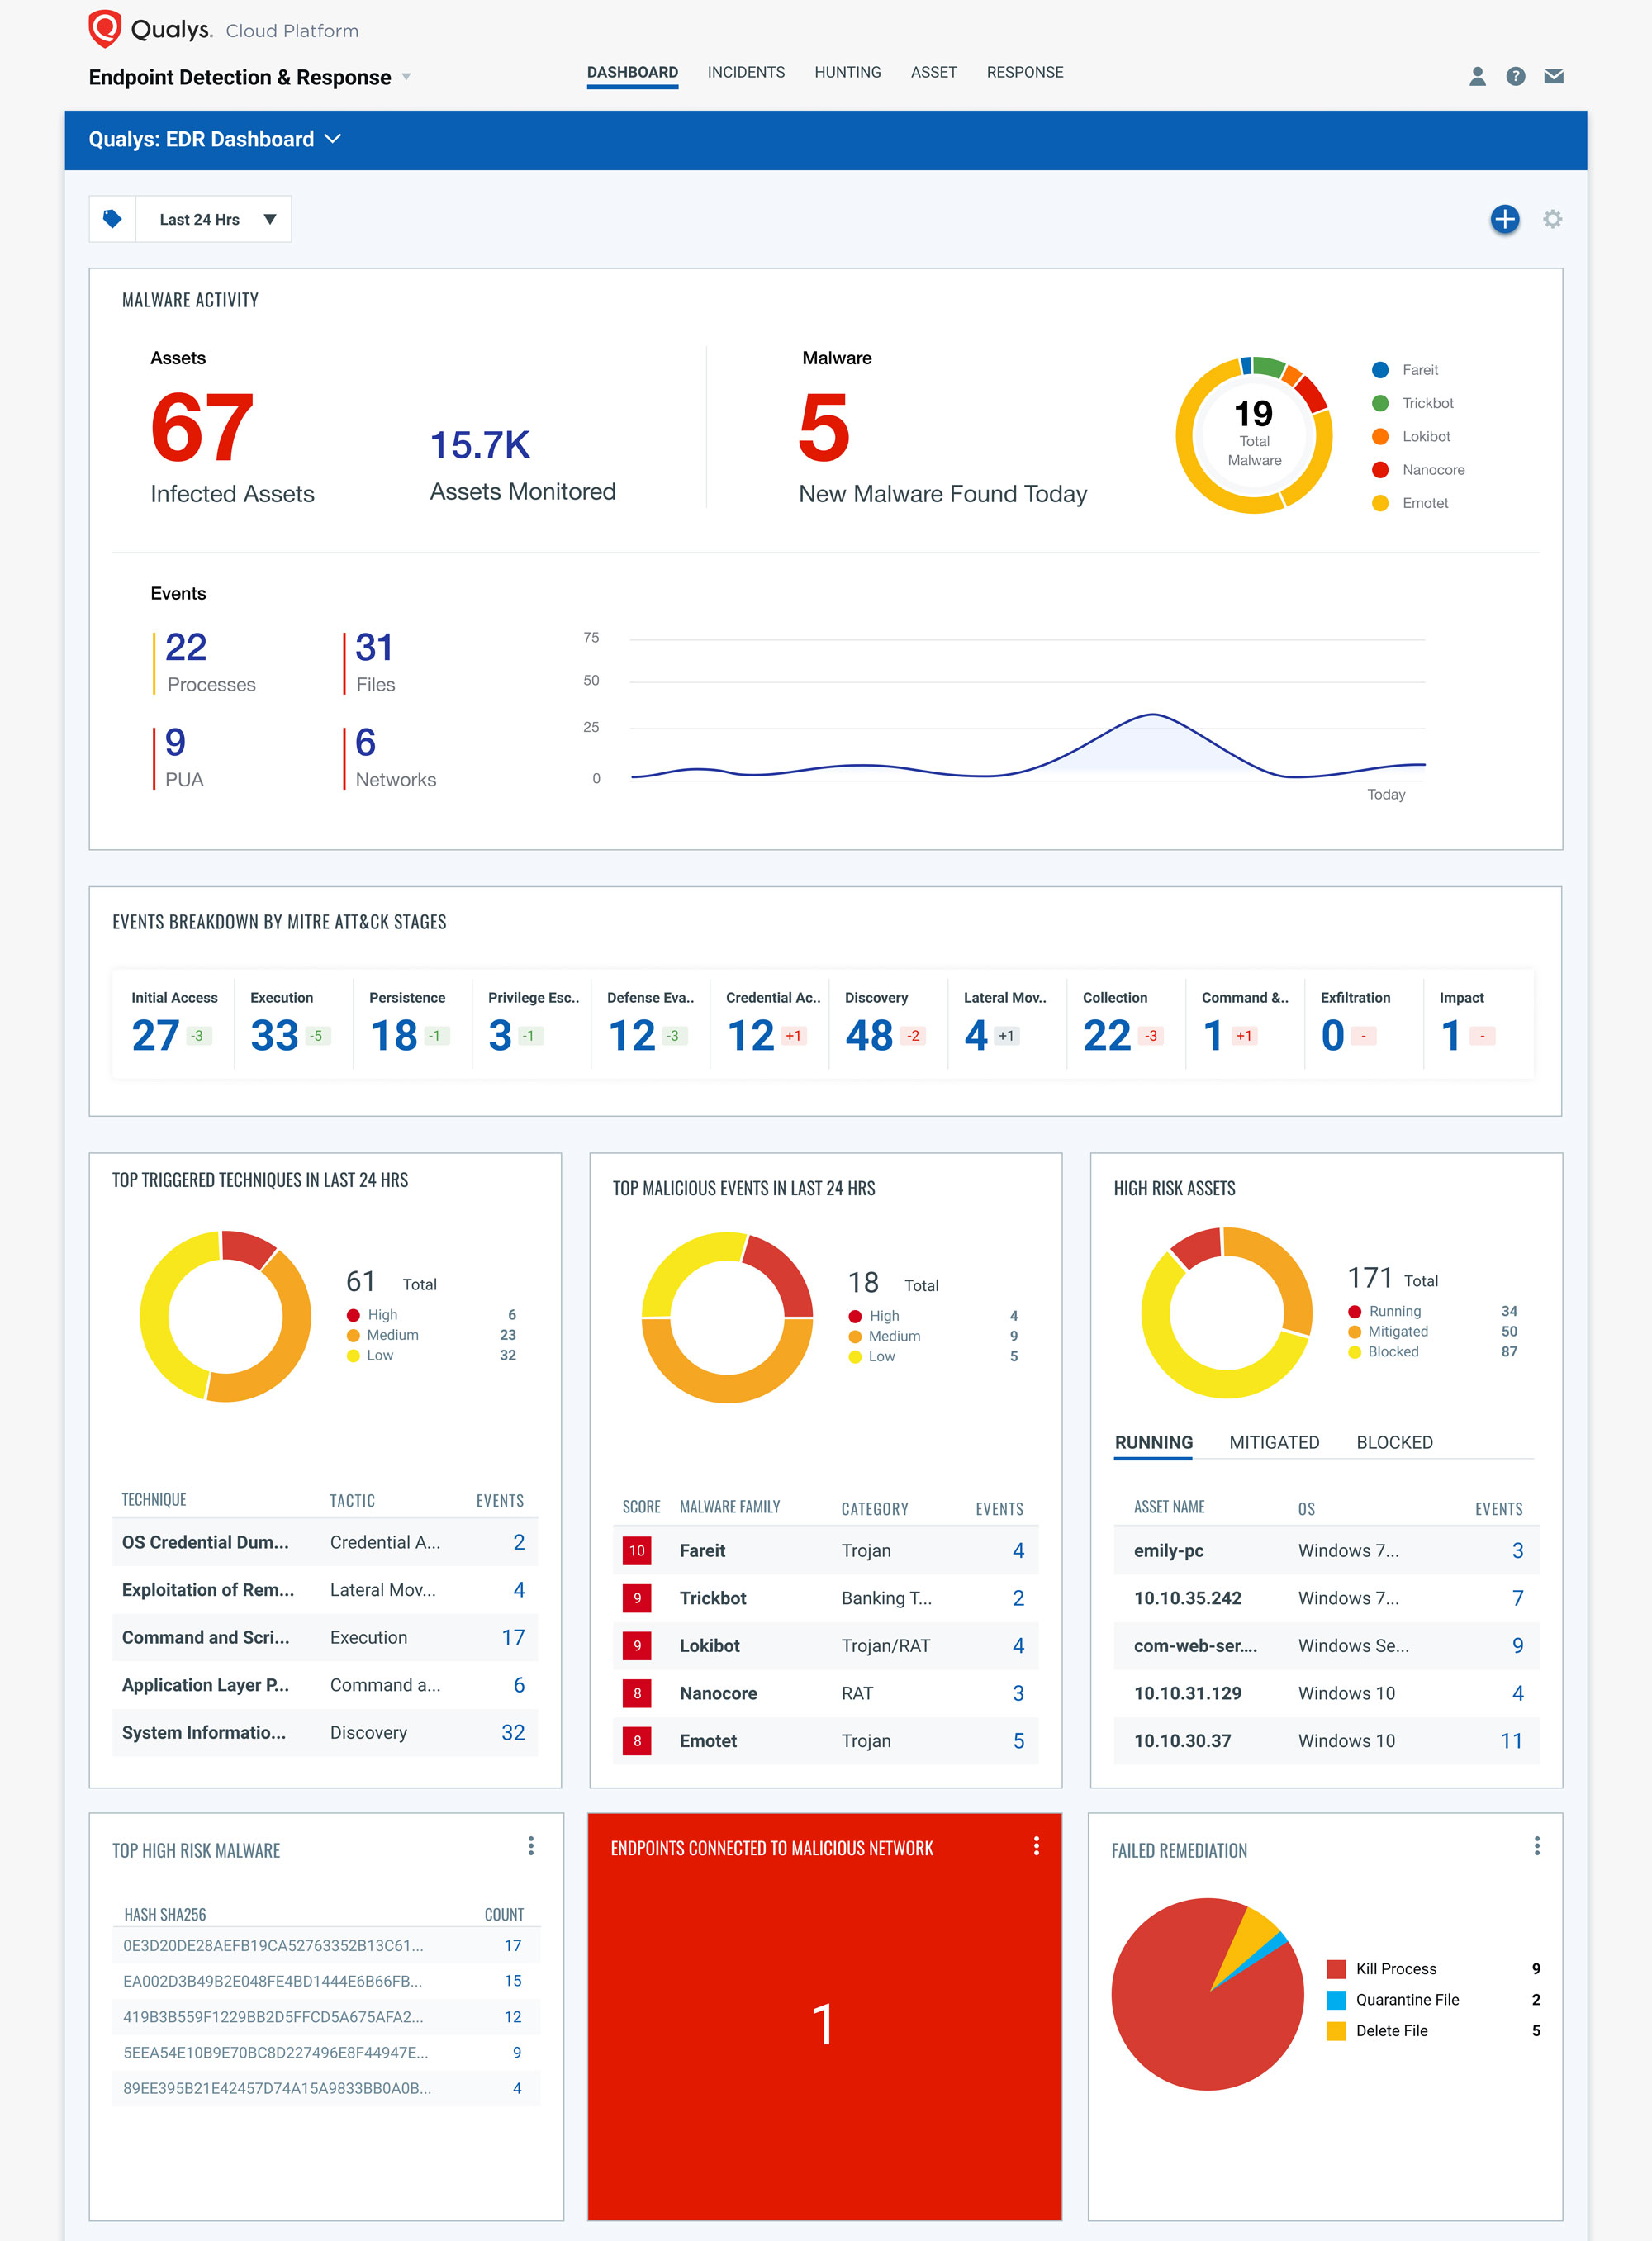 Qualys. Cloud Platform
Endpoint Detection & Response
DASHBOARD INCIDENTS HUNTING ASSET RESPONSE
?
Qualys: EDR Dashboard
Last 24 Hrs
MALWARE ACTIVITY
Assets
67
Infected Assets
15.7K
Assets Monitored
Malware
5
New Malware Found Today
19
Total
Malware
Fareit
Trickbot
Lokibot
Nanocore
Emotet
Events
22
Processes
31
Files
9
PUA
6
Networks
75
50
25
0
Today
EVENTS BREAKDOWN BY MITRE ATT&CK STAGES
Initial Access
27 -3
Execution
33 -5
Persistence
18 -1
Privilege Esc..
3 -1
Defense Eva..
12 -3
Credential Ac..
12 +1
Discovery
48 -2
Lateral Mov..
4 +1
Collection
22 -3
Command &..
1 +1
Exfiltration
0 -
Impact
1 -
TOP TRIGGERED TECHNIQUES IN LAST 24 HRS
61 Total
High 6
Medium 23
Low 32
TECHNIQUE TACTIC EVENTS
OS Credential Dum... Credential A... 2
Exploitation of Rem... Lateral Mov... 4
Command and Scri... Execution 17
Application Layer P... Command a... 6
System Informatio... Discovery 32
TOP MALICIOUS EVENTS IN LAST 24 HRS
18 Total
High 4
Medium 9
Low 5
SCORE MALWARE FAMILY CATEGORY EVENTS
10 Fareit Trojan 4
9 Trickbot Banking T... 2
9 Lokibot Trojan/RAT 4
8 Nanocore RAT 3
8 Emotet Trojan 5
HIGH RISK ASSETS
171 Total
Running 34
Mitigated 50
Blocked 87
RUNNING MITIGATED BLOCKED
ASSET NAME OS EVENTS
emily-pc Windows 7... 3
10.10.35.242 Windows 7... 7
com-web-ser.... Windows Se... 9
10.10.31.129 Windows 10 4
10.10.30.37 Windows 10 11
TOP HIGH RISK MALWARE
HASH SHA256 COUNT
0E3D20DE28AEFB19CA52763352B13C61... 17
EA002D3B49B2E048FE4BD1444E6B66FB... 15
419B3B559F1229BB2D5FFCD5A675AFA2... 12
5EEA54E10B9E70BC8D227496E8F44947E... 9
89EE395B21E42457D74A15A9833BB0A0B... 4
ENDPOINTS CONNECTED TO MALICIOUS NETWORK
1
FAILED REMEDIATION
Kill Process 9
Quarantine File 2
Delete File 5